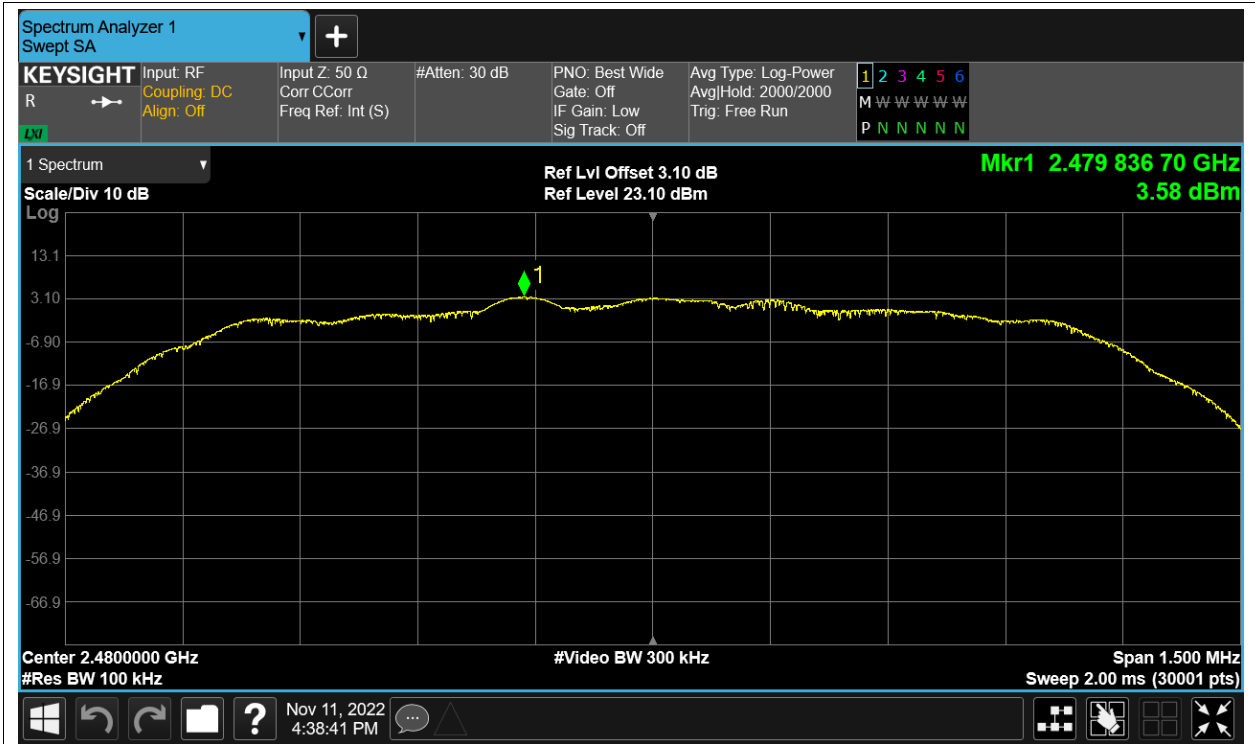 Spectrum Analyzer 1
Swept SA
KEYSIGHT Input: RF Input Z: 50 Ω #Atten: 30 dB PNO: Best Wide Avg Type: Log-Power 1 2 3 4 5 6
R Coupling: DC Corr CCorr Gate: Off Avg|Hold: 2000/2000 M W W W W W
Align: Off Freq Ref: Int (S) IF Gain: Low Trig: Free Run
LXI Sig Track: Off P N N N N N
1 Spectrum Ref Lvl Offset 3.10 dB Mkr1 2.479 836 70 GHz
Scale/Div 10 dB Ref Level 23.10 dBm 3.58 dBm
Log
13.1
1
3.10
-6.90
-16.9
-26.9
-36.9
-46.9
-56.9
-66.9
Center 2.4800000 GHz #Video BW 300 kHz Span 1.500 MHz
#Res BW 100 kHz Sweep 2.00 ms (30001 pts)
? Nov 11, 2022
4:38:41 PM